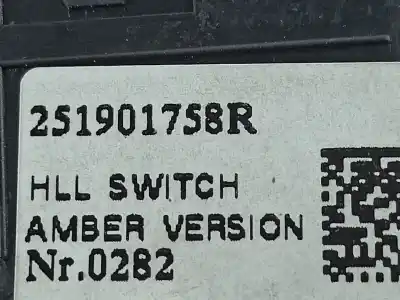 251901758R
HLL SWITCH
AMBER VERSION
Nr.0282